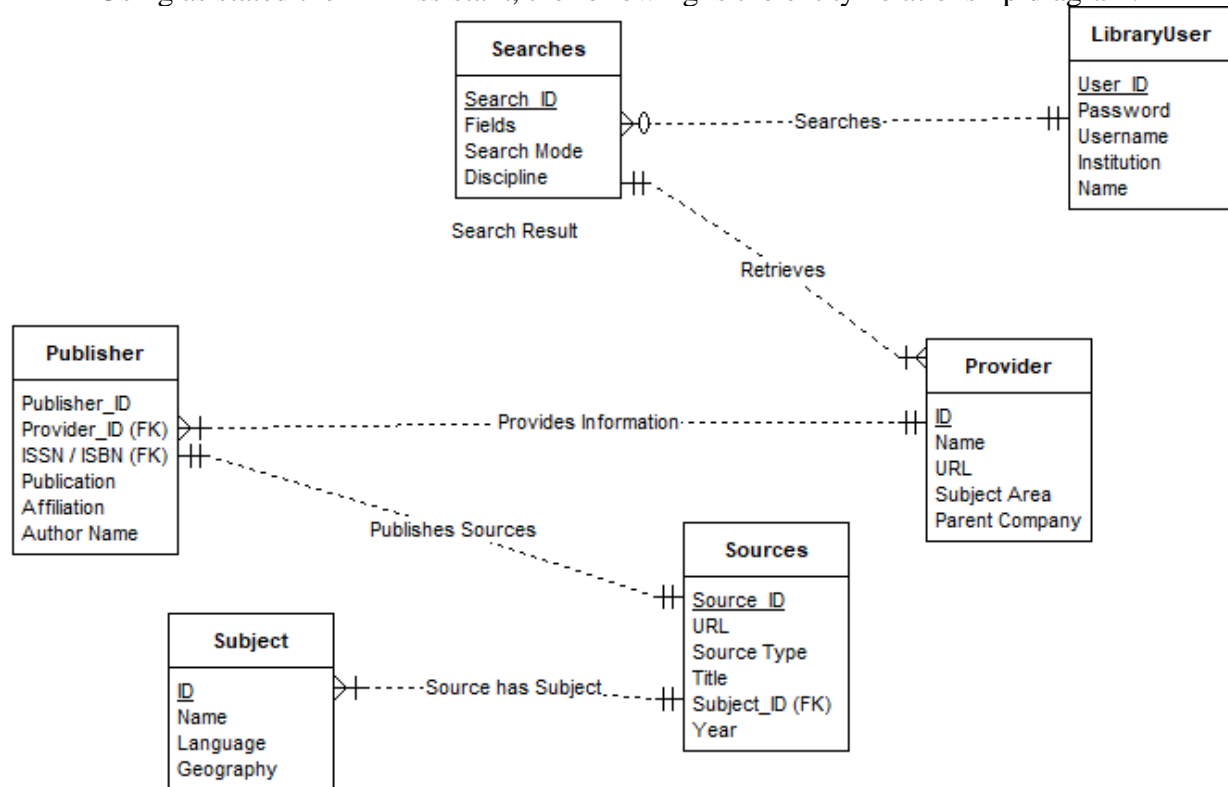 Searches
Search_ID
Fields
Search Mode
Discipline
Search Result
LibraryUser
User_ID
Password
Username
Institution
Name
Searches
Retrieves
Publisher
Publisher_ID
Provider_ID (FK)
ISSN / ISBN (FK)
Publication
Affiliation
Author Name
Provides Information
Provider
ID
Name
URL
Subject Area
Parent Company
Publishes Sources
Sources
Source_ID
URL
Source Type
Title
Subject_ID (FK)
Year
Subject
ID
Name
Language
Geography
Source has Subject